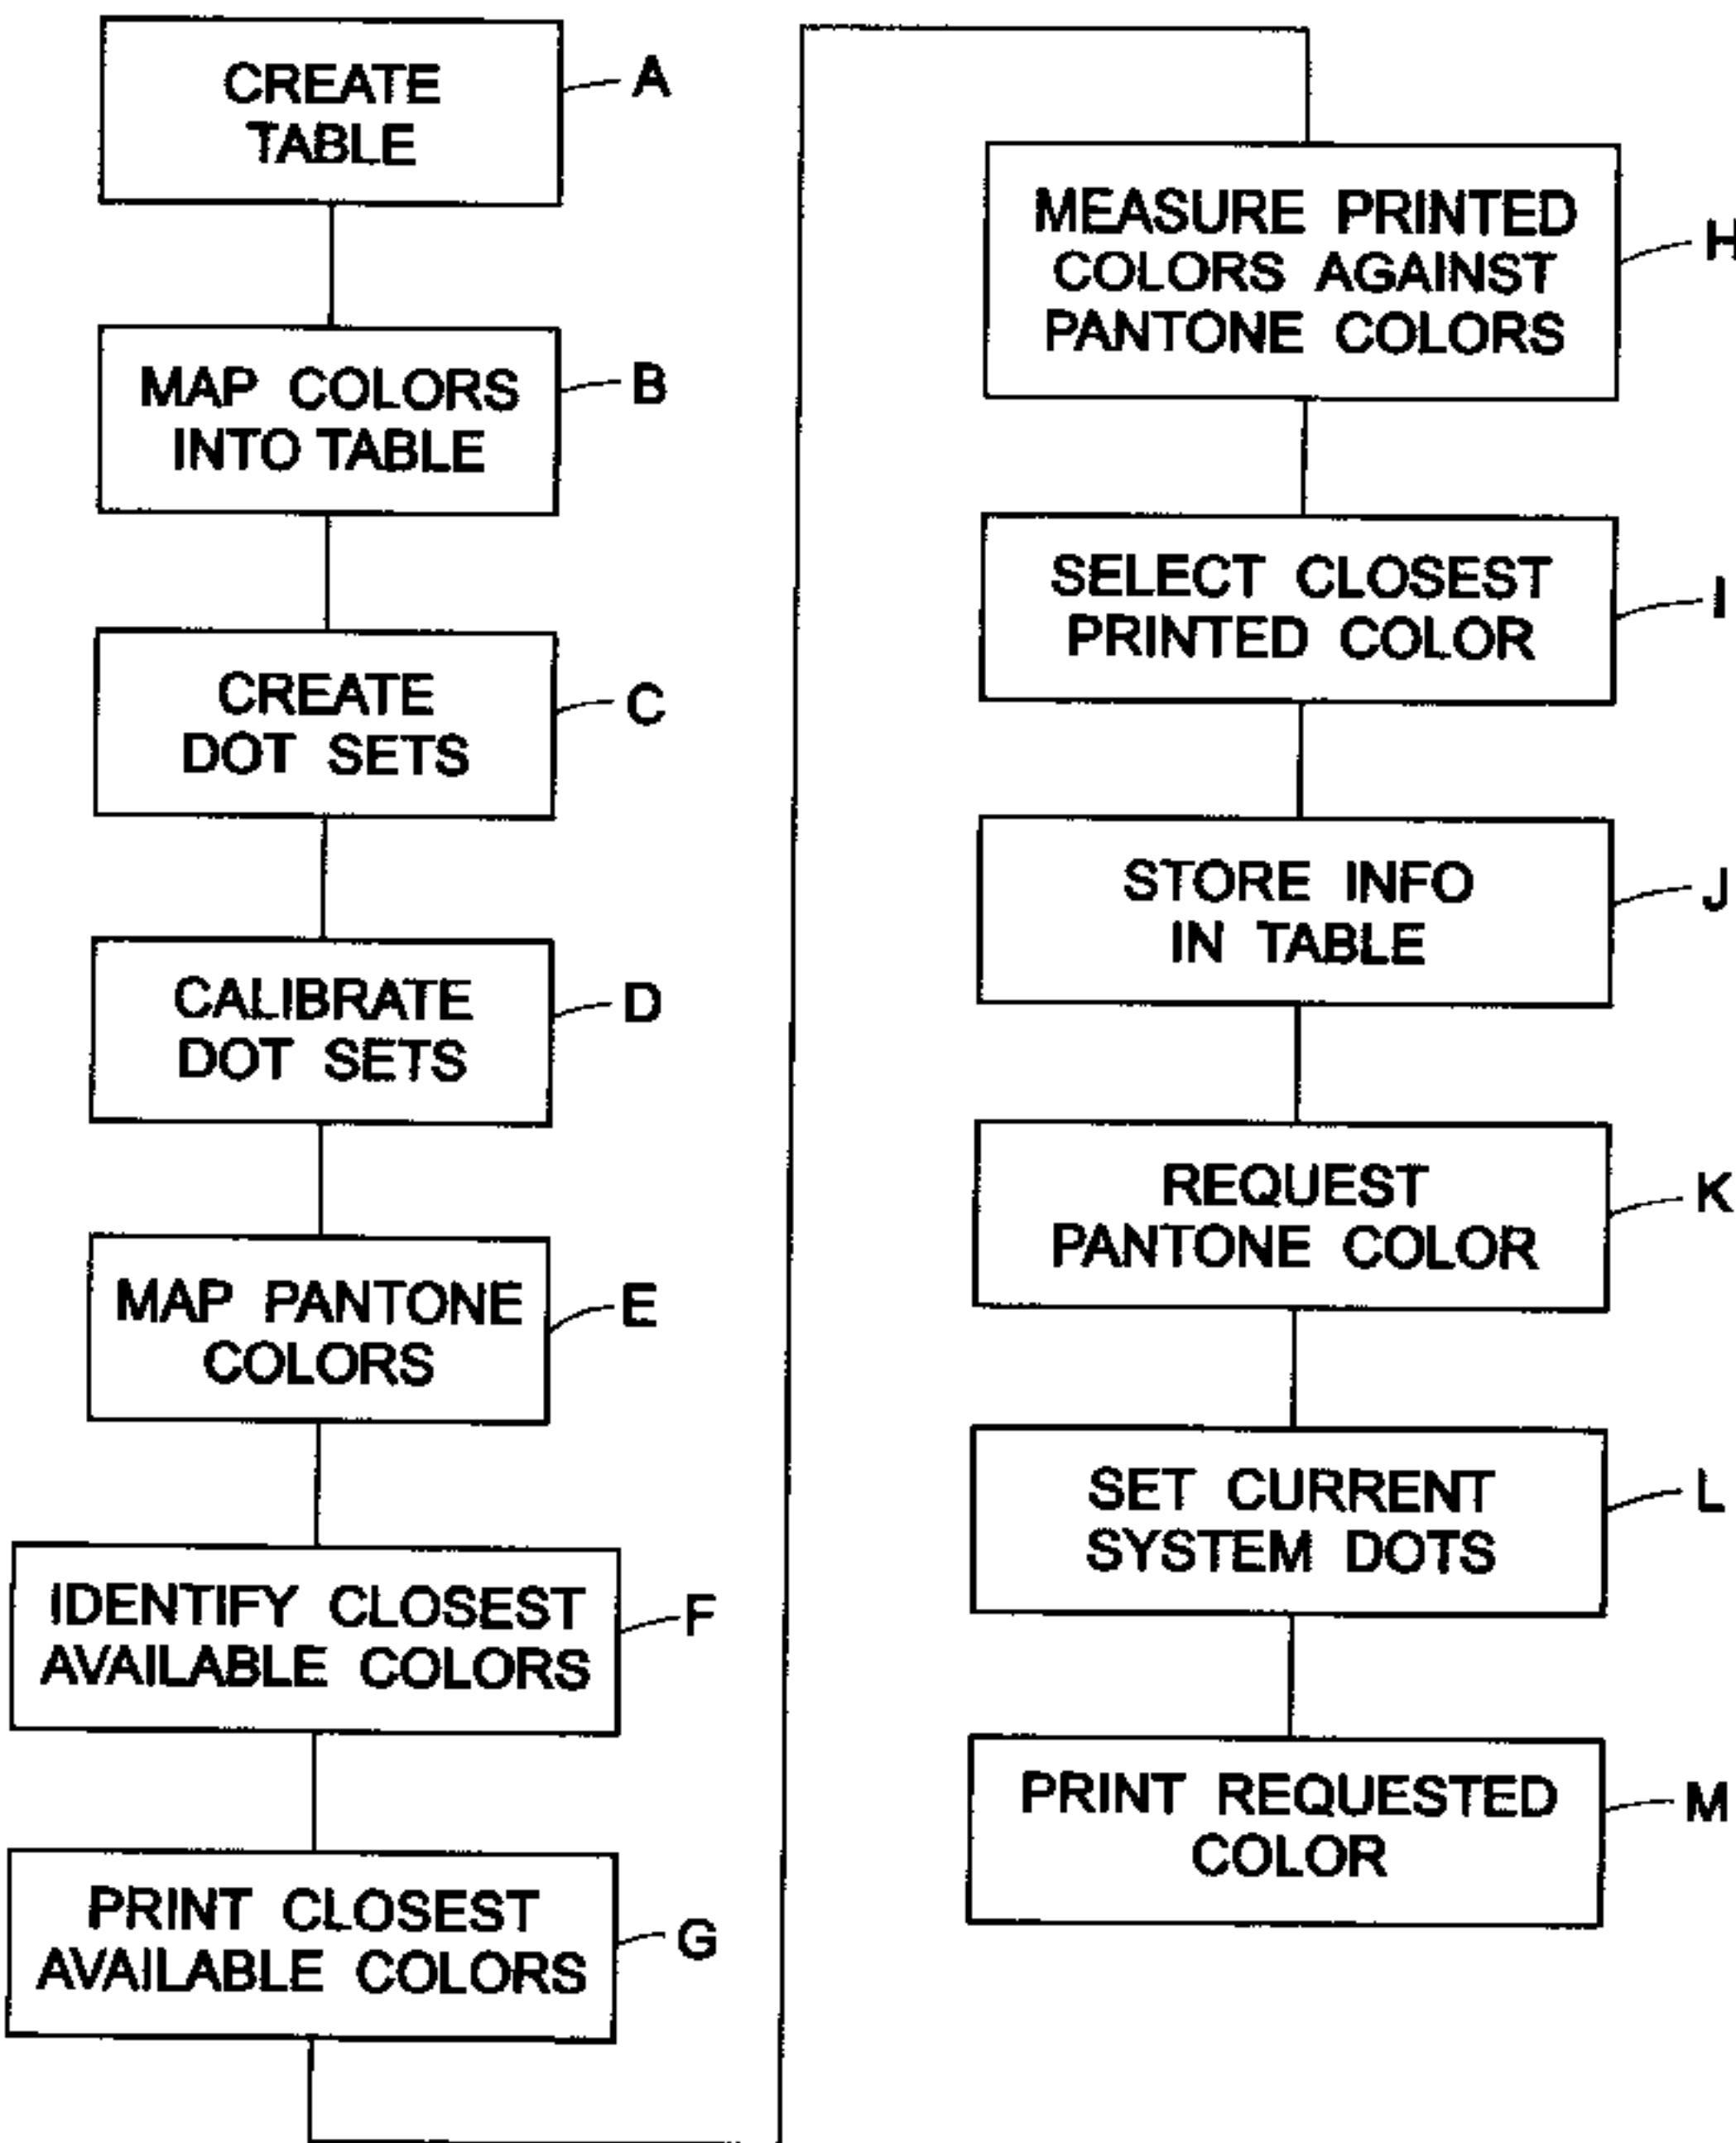 CREATE
TABLE
A
MAP COLORS
INTO TABLE
B
CREATE
DOT SETS
C
CALIBRATE
DOT SETS
D
MAP PANTONE
COLORS
E
IDENTIFY CLOSEST
AVAILABLE COLORS
F
PRINT CLOSEST
AVAILABLE COLORS
G
MEASURE PRINTED
COLORS AGAINST
PANTONE COLORS
H
SELECT CLOSEST
PRINTED COLOR
I
STORE INFO
IN TABLE
J
REQUEST
PANTONE COLOR
K
SET CURRENT
SYSTEM DOTS
L
PRINT REQUESTED
COLOR
M